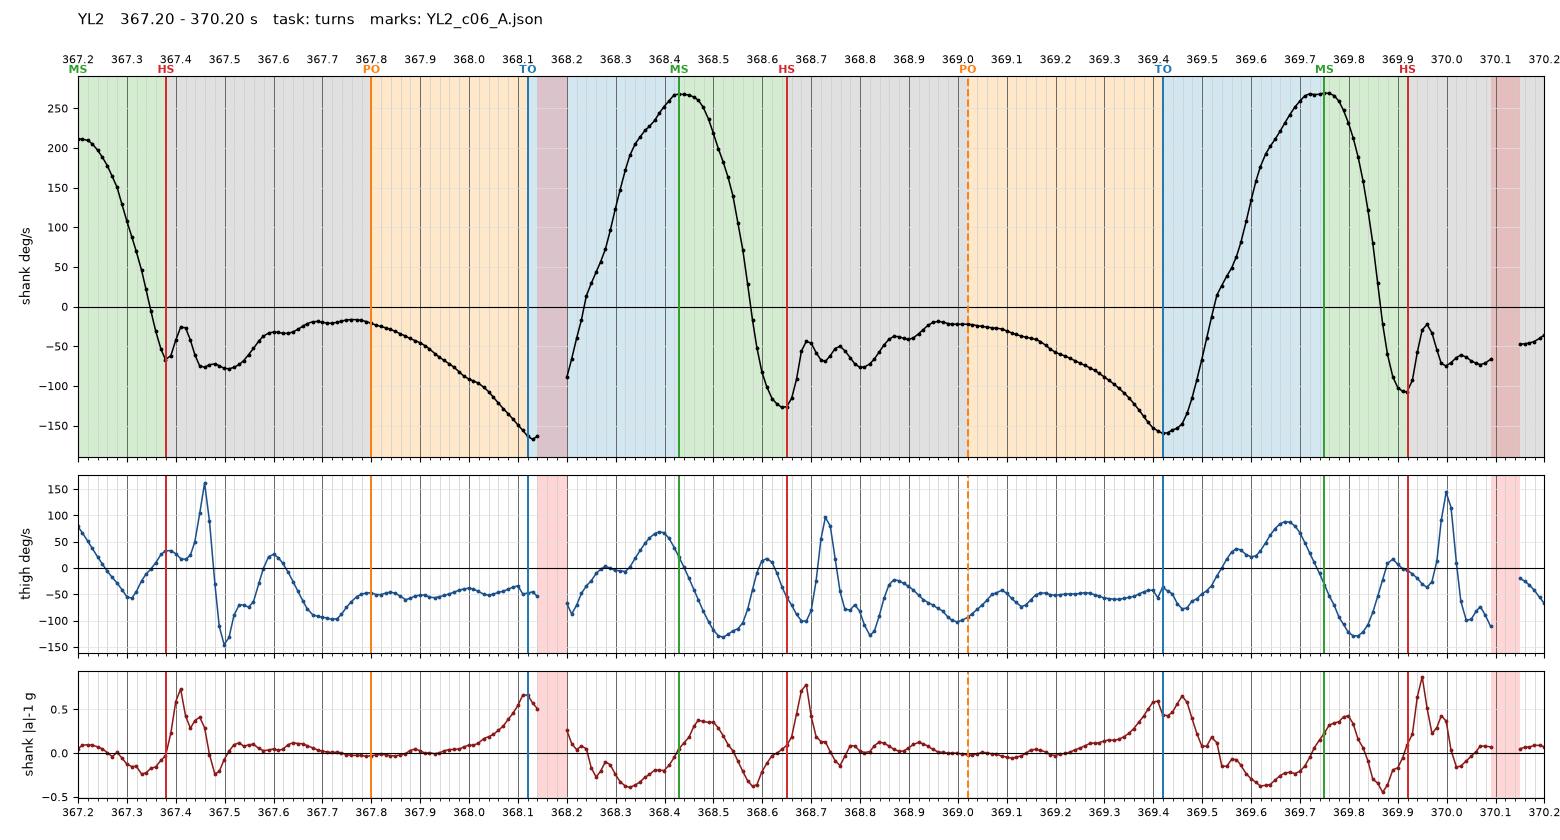 YL2 367.20 - 370.20 s task: turns marks: YL2_c06_A.json
367.2 367.3 367.4 367.5 367.6 367.7 367.8 367.9 368.0 368.1 368.2 368.3 368.4 368.5 368.6 368.7 368.8 368.9 369.0 369.1 369.2 369.3 369.4 369.5 369.6 369.7 369.8 369.9 370.0 370.1 370.2
MS HS PO TO MS HS PO TO MS HS
shank deg/s
250
200
150
100
50
0
−50
−100
−150
thigh deg/s
150
100
50
0
−50
−100
−150
shank |a|-1 g
0.5
0.0
−0.5
367.2 367.3 367.4 367.5 367.6 367.7 367.8 367.9 368.0 368.1 368.2 368.3 368.4 368.5 368.6 368.7 368.8 368.9 369.0 369.1 369.2 369.3 369.4 369.5 369.6 369.7 369.8 369.9 370.0 370.1 370.2